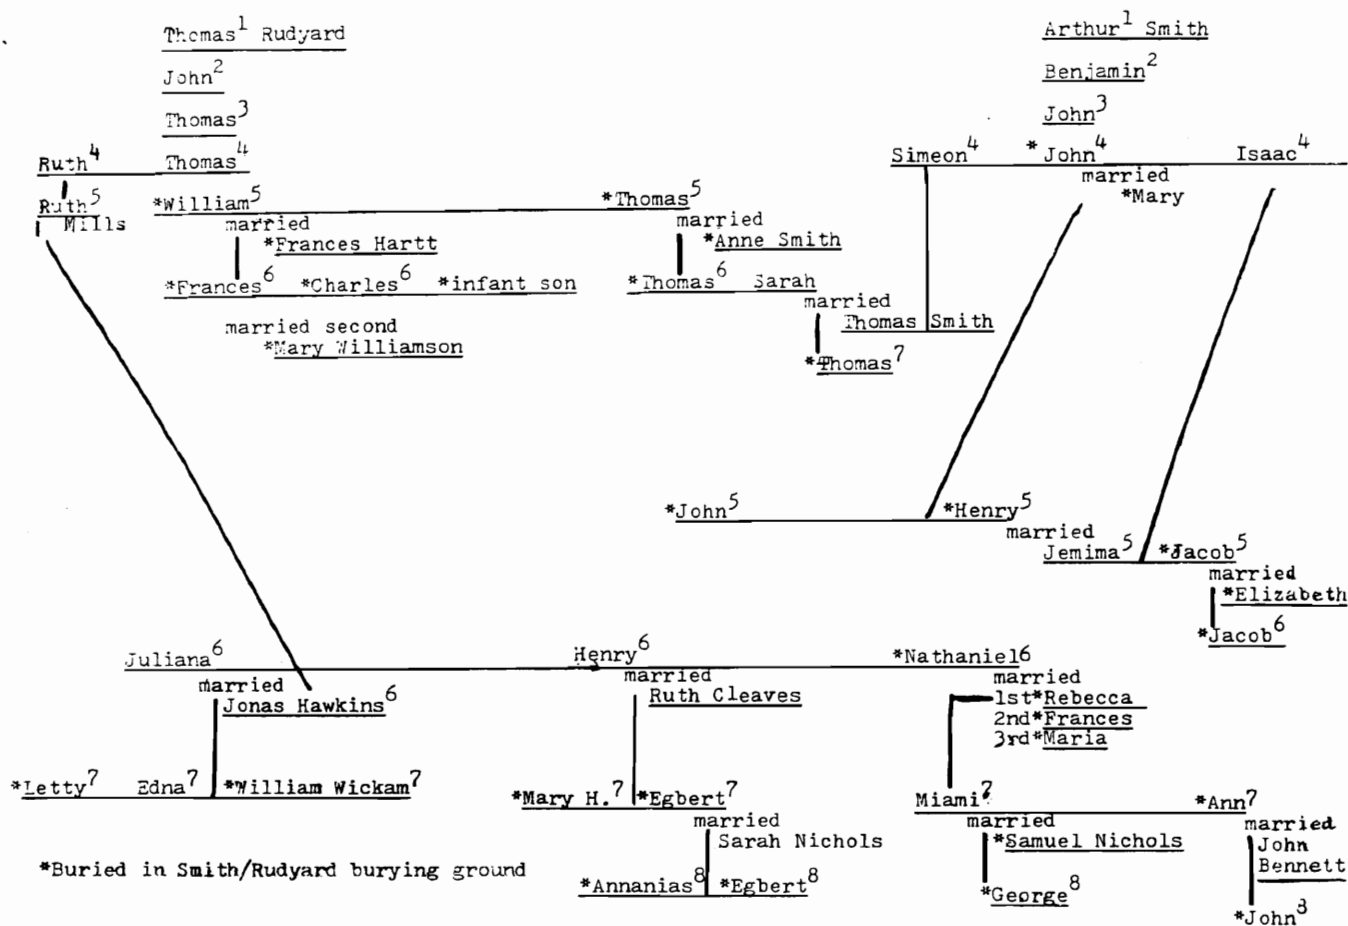 Thomas¹ Rudyard
Arthur¹ Smith
John²
Benjamin²
Thomas³
John³
Ruth⁴ Thomas⁴
Simeon⁴ *John⁴ Isaac⁴
married
*Mary
Ruth⁵
Mills
*William⁵ *Thomas⁵
married
*Frances Hartt
married
*Anne Smith
*Frances⁶ *Charles⁶ *infant son
*Thomas⁶ Sarah
married
Thomas Smith
married second
*Mary Williamson
*Thomas⁷
*John⁵ *Henry⁵
married
Jemima⁵ *Jacob⁵
married
*Elizabeth
*Jacob⁶
Juliana⁶ Henry⁶ *Nathaniel⁶
married
Jonas Hawkins⁶
married
Ruth Cleaves
married
1st*Rebecca
2nd*Frances
3rd*Maria
*Letty⁷ Edna⁷ *William Wickam⁷
*Mary H.⁷ *Egbert⁷
Miami⁷ *Ann⁷
married
Sarah Nichols
married
*Samuel Nichols
married
John
Bennett
*Buried in Smith/Rudyard burying ground
*Annanias⁸ *Egbert⁸
*George⁸
*John⁸